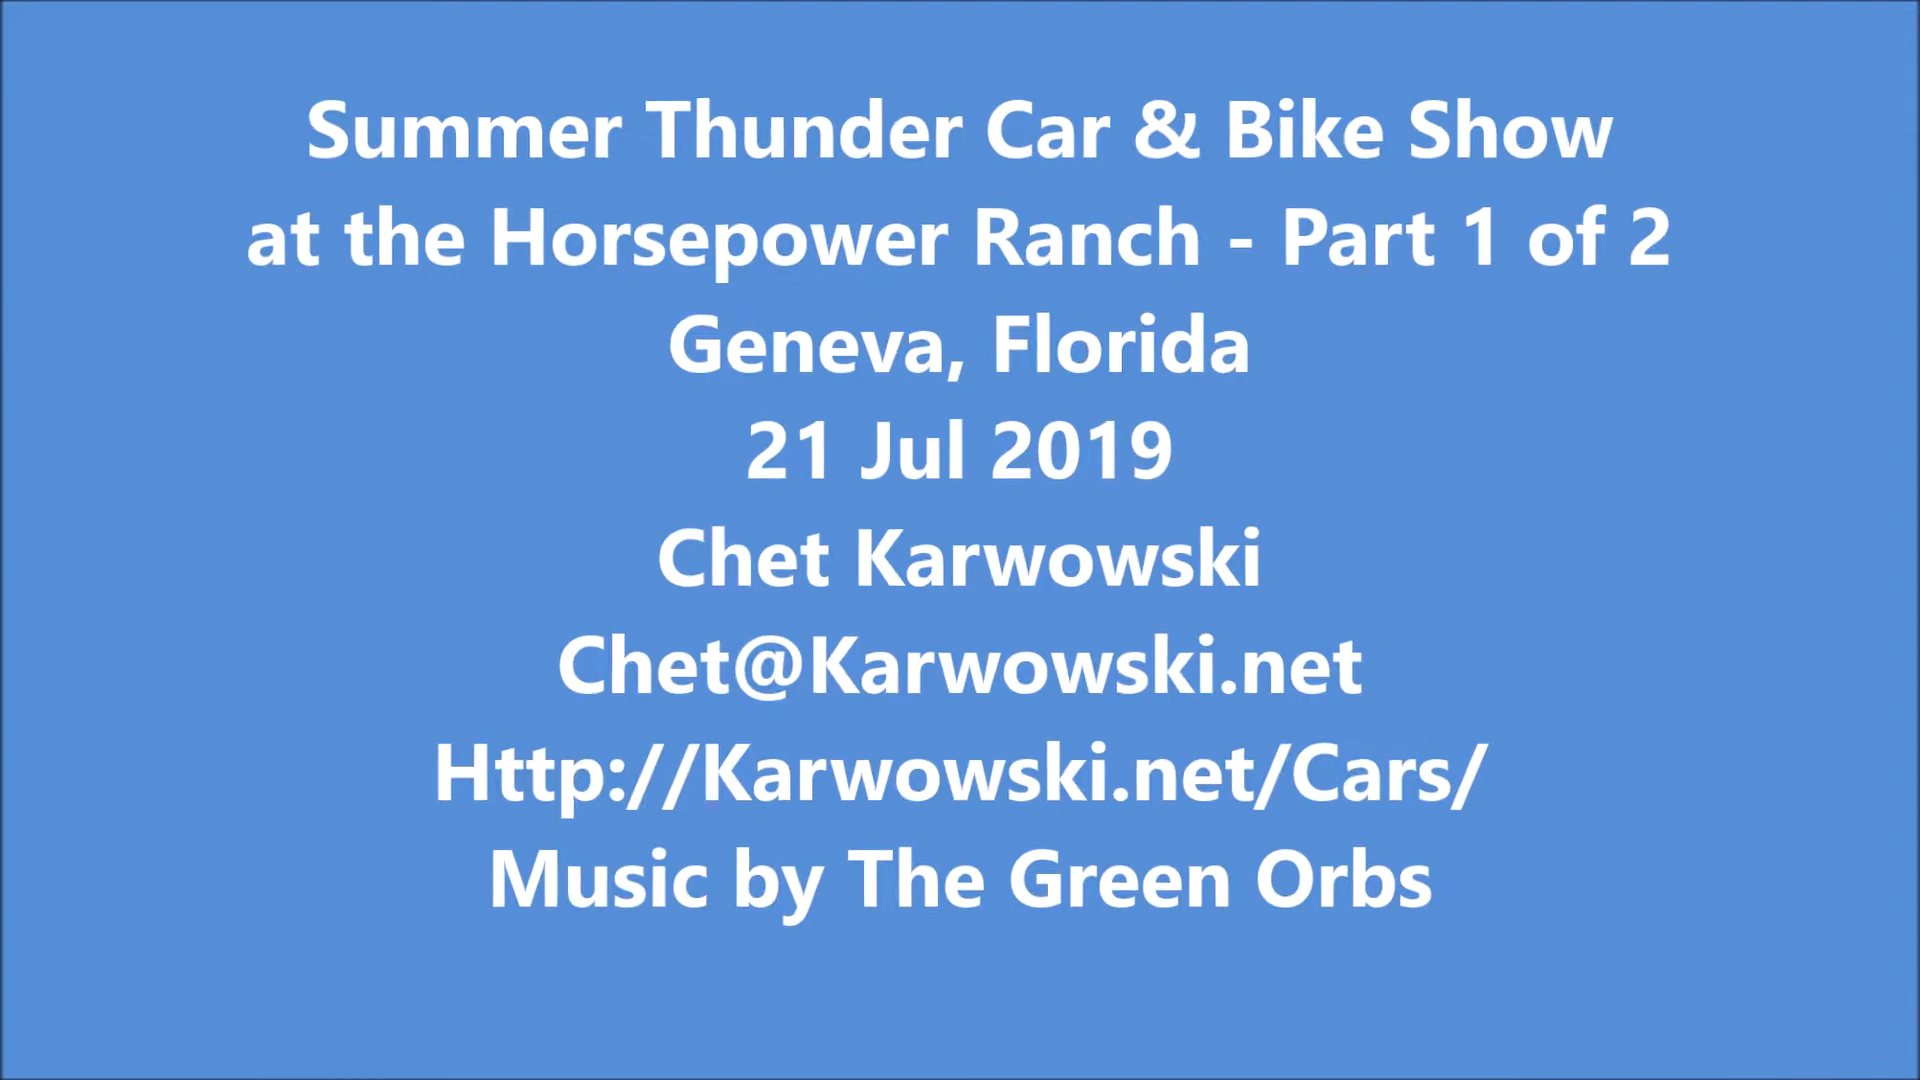 Summer Thunder Car & Bike Show
at the Horsepower Ranch - Part 1 of 2
Geneva, Florida
21 Jul 2019
Chet Karwowski
Chet@Karwowski.net
Http://Karwowski.net/Cars/
Music by The Green Orbs